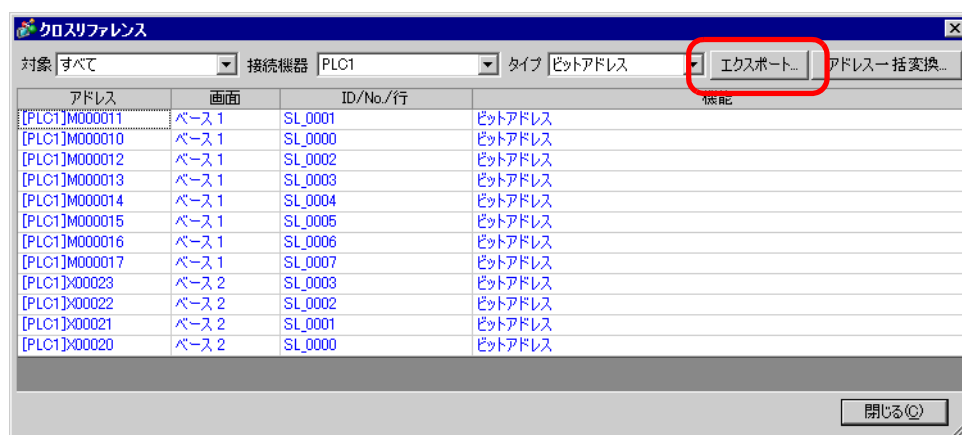 クロスリファレンス
対象 すべて 接続機器 PLC1 タイプ ビットアドレス エクスポート... アドレス一括変換...
アドレス 画面 ID/No./行 機能
[PLC1]M000011 ベース 1 SL_0001 ビットアドレス
[PLC1]M000010 ベース 1 SL_0000 ビットアドレス
[PLC1]M000012 ベース 1 SL_0002 ビットアドレス
[PLC1]M000013 ベース 1 SL_0003 ビットアドレス
[PLC1]M000014 ベース 1 SL_0004 ビットアドレス
[PLC1]M000015 ベース 1 SL_0005 ビットアドレス
[PLC1]M000016 ベース 1 SL_0006 ビットアドレス
[PLC1]M000017 ベース 1 SL_0007 ビットアドレス
[PLC1]X00023 ベース 2 SL_0003 ビットアドレス
[PLC1]X00022 ベース 2 SL_0002 ビットアドレス
[PLC1]X00021 ベース 2 SL_0001 ビットアドレス
[PLC1]X00020 ベース 2 SL_0000 ビットアドレス
閉じる(C)